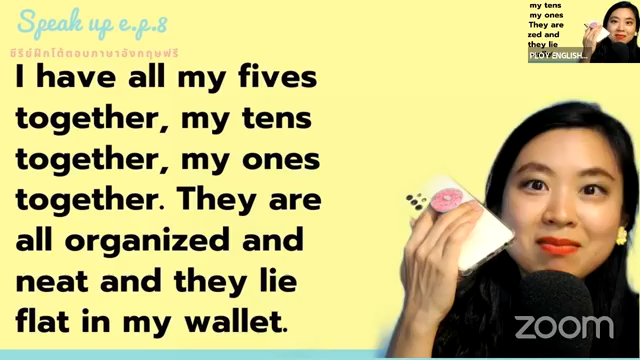 Speak up e.p.8
ซีรีย์ฝึกโต้ตอบภาษาอังกฤษฟรี
I have all my fives
together, my tens
together, my ones
together. They are
all organized and
neat and they lie
flat in my wallet.
my tens
my ones
They are
zed and
they lie
PLOY ENGLISH...
zoom